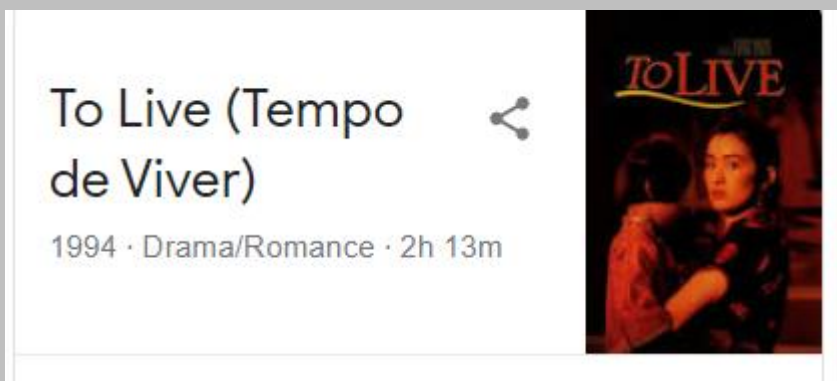 To Live (Tempo
de Viver)
1994 · Drama/Romance · 2h 13m
TO LIVE